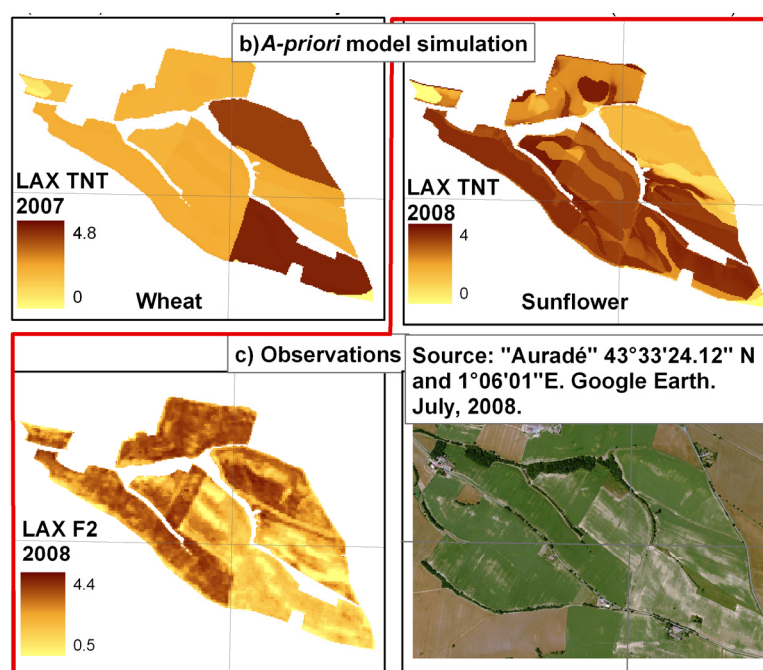 b)A-priori model simulation
LAX TNT
2007
4.8
0
Wheat
LAX TNT
2008
4
0
Sunflower
c) Observations
LAX F2
2008
4.4
0.5
Source: "Auradé" 43°33'24.12" N
and 1°06'01"E. Google Earth.
July, 2008.